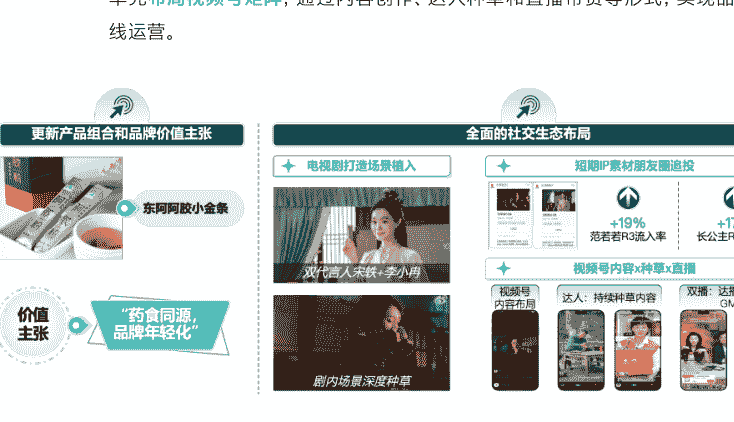 布局视频号矩阵，通过内容创作、达人种草和直播带货等形式，实现品
线运营。
更新产品组合和品牌价值主张
东阿阿胶小金条
价值
主张
“药食同源，
品牌年轻化”
全面的社交生态布局
电视剧打造场景植入
双代言人宋轶+李小冉
剧内场景深度种草
短期IP素材朋友圈追投
+19%
范若若R3流入率
长公主R
视频号内容x种草x直播
视频号
内容布局
达人：持续种草内容
双播：达播
GM